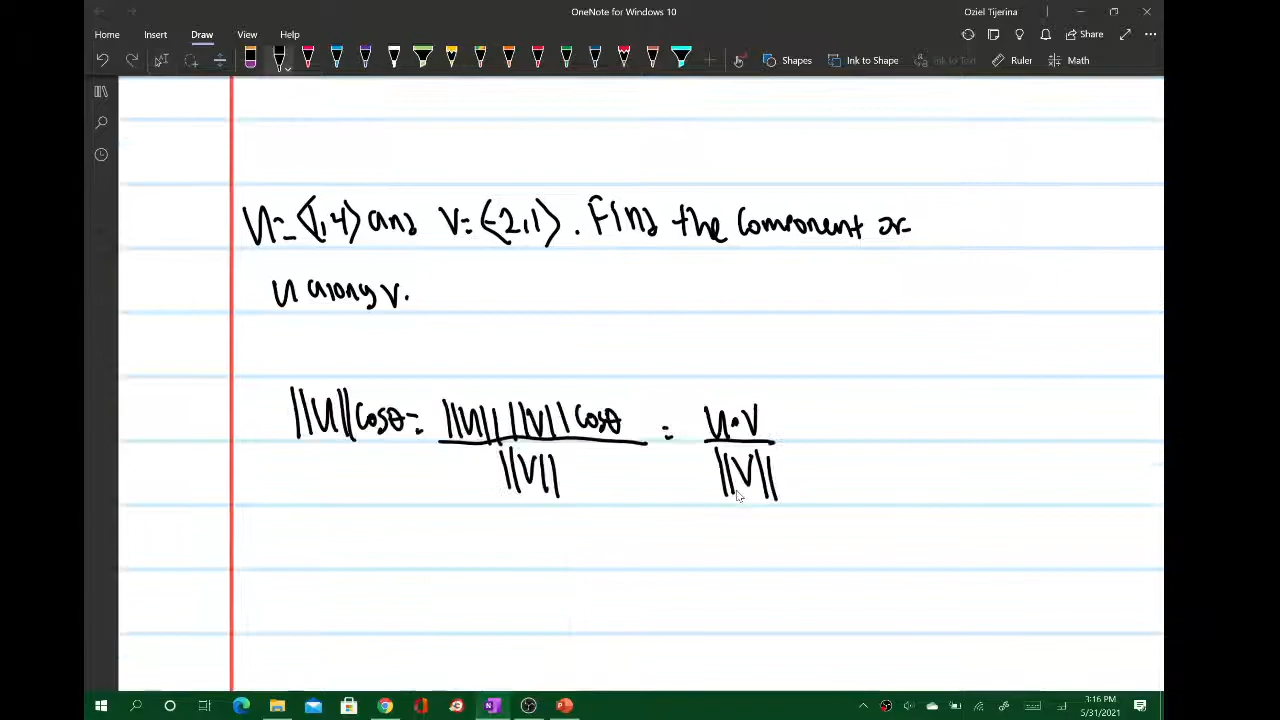 OneNote for Windows 10
Oziel Tijerina
Home Insert Draw View Help
Share
Shapes Ink to Shape Ink to Text Ruler Math
u=⟨1,4⟩ and v=⟨-2,1⟩. Find the component of
u along v.
||u||cosθ= ||u|| ||v|| cosθ / ||v|| = u·v / ||v||
3:16 PM
5/31/2021